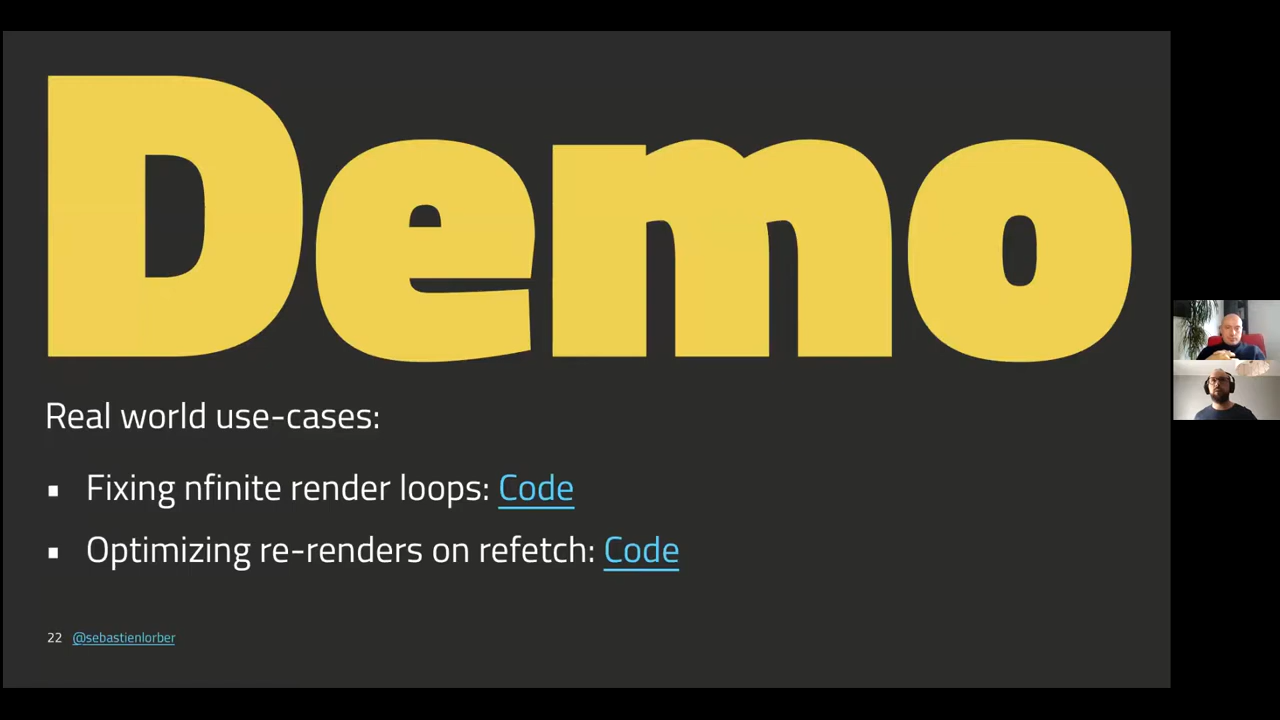 Demo
Real world use-cases:
▪ Fixing nfinite render loops: Code
▪ Optimizing re-renders on refetch: Code
22 @sebastienlorber